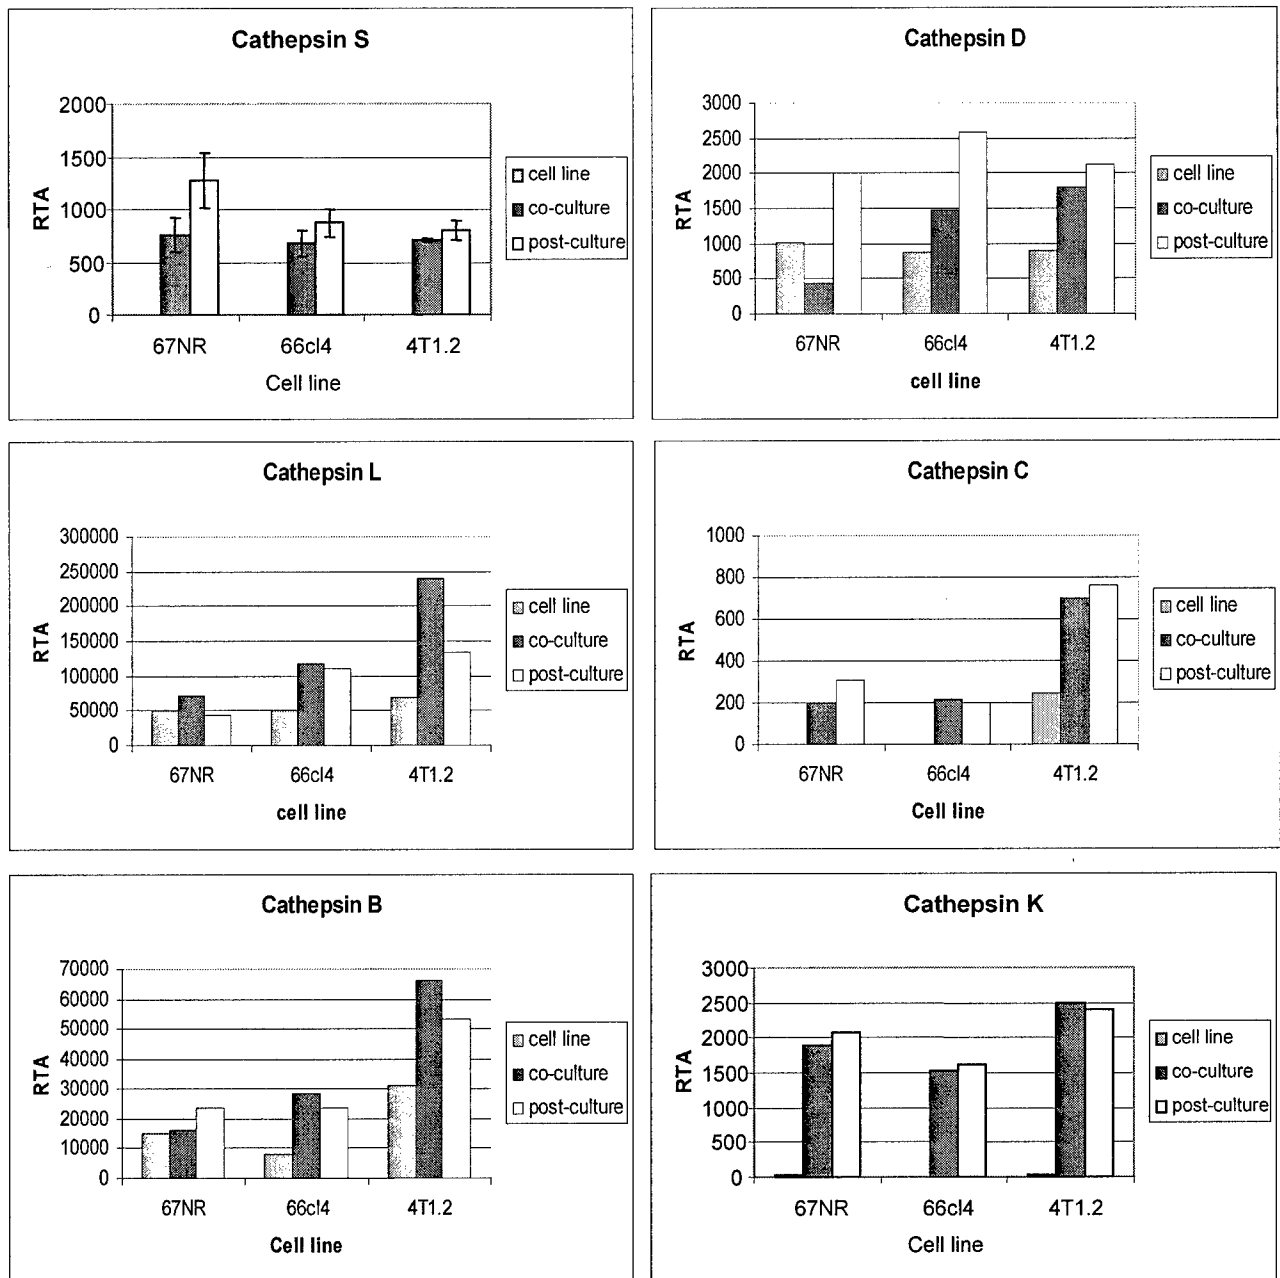 Cathepsin S
2000
1500
1000
500
0
RTA
67NR 66cl4 4T1.2
Cell line
cell line
co-culture
post-culture
Cathepsin D
3000
2500
2000
1500
1000
500
0
RTA
67NR 66cl4 4T1.2
cell line
cell line
co-culture
post-culture
Cathepsin L
300000
250000
200000
150000
100000
50000
0
RTA
67NR 66cl4 4T1.2
cell line
cell line
co-culture
post-culture
Cathepsin C
1000
800
600
400
200
0
RTA
67NR 66cl4 4T1.2
Cell line
cell line
co-culture
post-culture
Cathepsin B
70000
60000
50000
40000
30000
20000
10000
0
RTA
67NR 66cl4 4T1.2
Cell line
cell line
co-culture
post-culture
Cathepsin K
3000
2500
2000
1500
1000
500
0
RTA
67NR 66cl4 4T1.2
Cell line
cell line
co-culture
post-culture